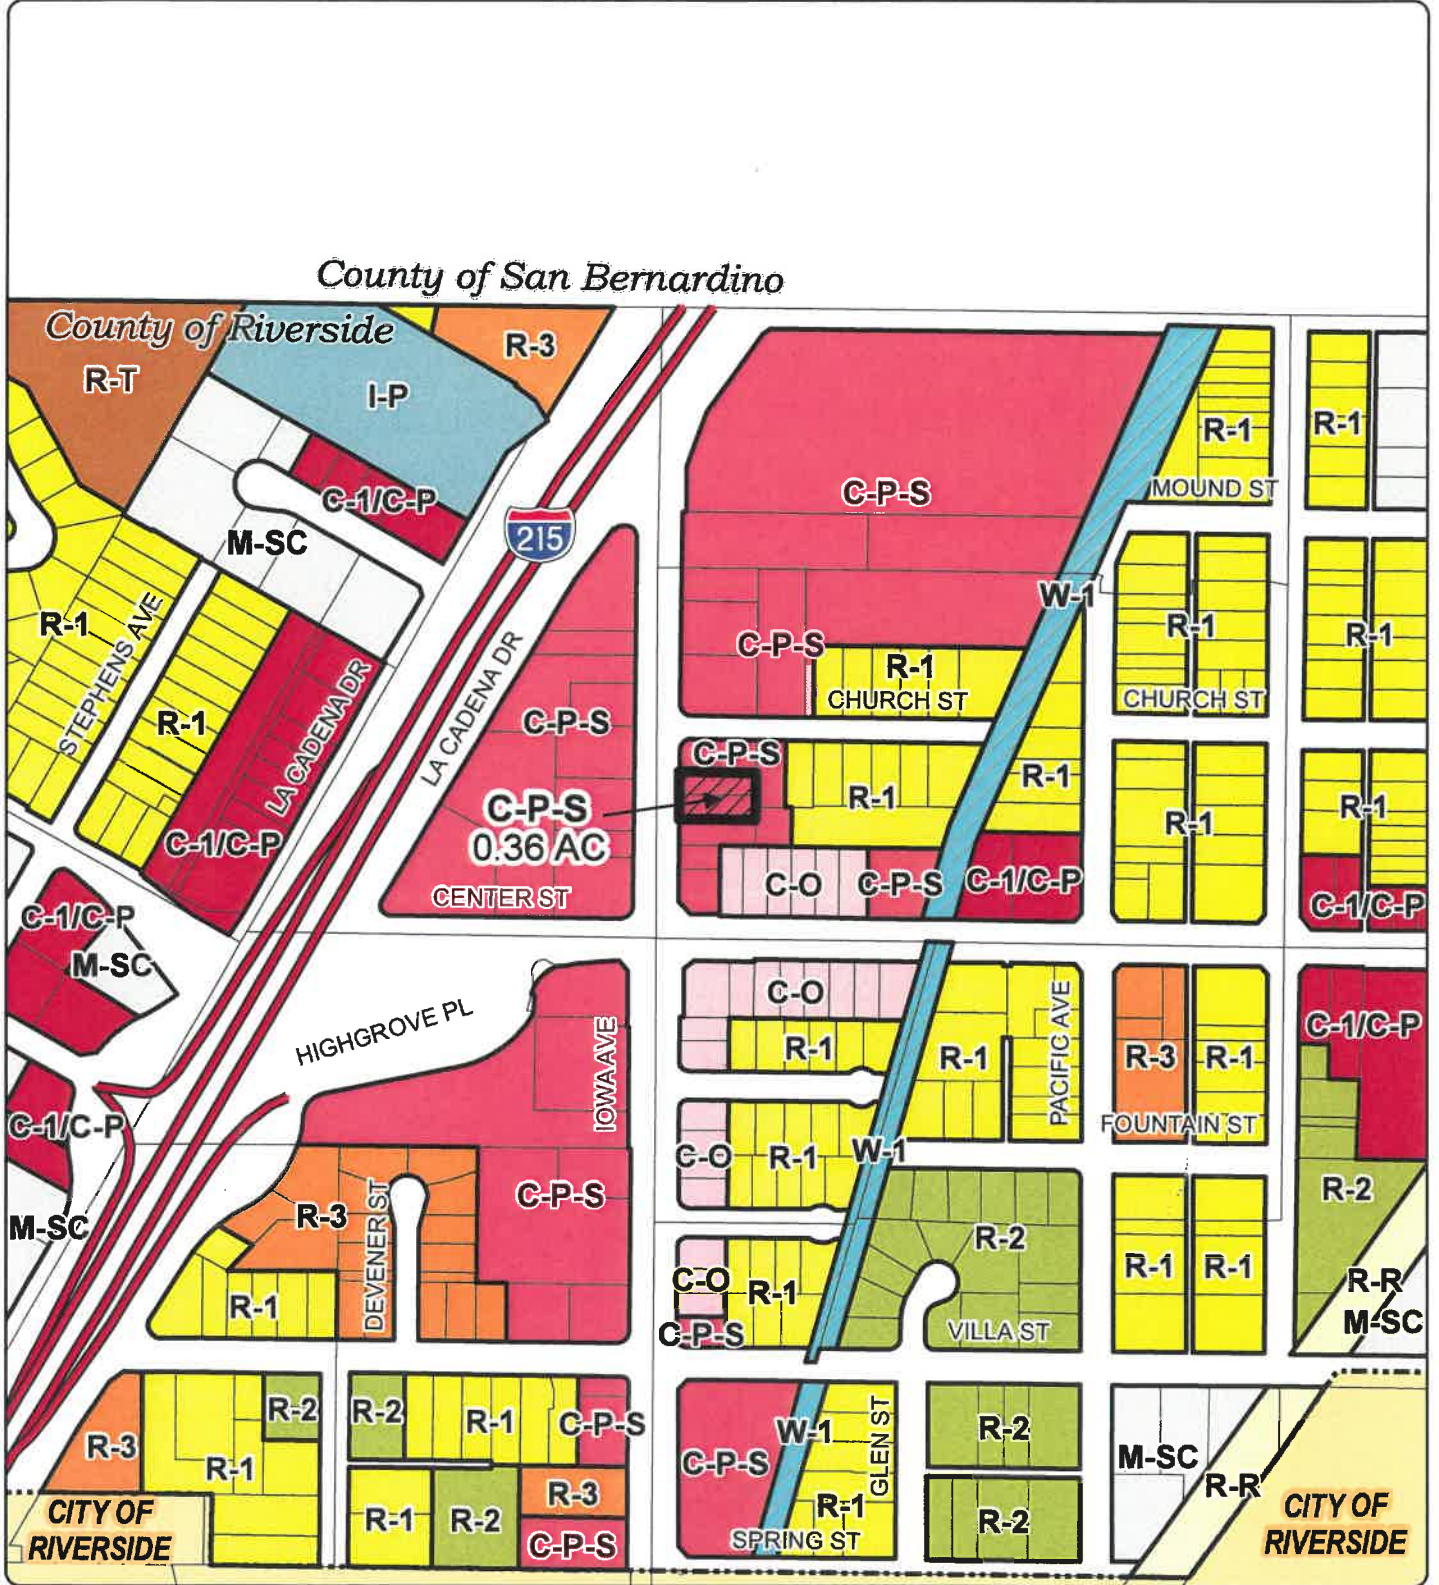 County of San Bernardino
County of Riverside
R-T
I-P
R-3
C-P-S
R-1
R-1
MOUND ST
C-1/C-P
M-SC
215
W-1
R-1
STEPHENS AVE
R-1
LA CADENA DR
C-1/C-P
LA CADENA DR
C-P-S
C-P-S
R-1
CHURCH ST
R-1
CHURCH ST
R-1
C-P-S
C-P-S
0.36 AC
CENTER ST
R-1
R-1
R-1
R-1
C-O
C-P-S
C-1/C-P
C-1/C-P
C-1/C-P
M-SC
HIGHGROVE PL
IOWA AVE
C-O
R-1
R-1
PACIFIC AVE
R-3
R-1
C-1/C-P
FOUNTAIN ST
C-1/C-P
M-SC
C-P-S
C-O
R-1
W-1
R-2
R-3
DEVENER ST
R-1
R-2
R-1
R-1
C-O
R-1
C-P-S
VILLA ST
R-R
M-SC
R-3
R-1
R-2
R-2
R-1
C-P-S
C-P-S
W-1
GLEN ST
R-1
SPRING ST
R-2
R-2
M-SC
R-R
R-1
R-2
R-3
C-P-S
CITY OF
RIVERSIDE
CITY OF
RIVERSIDE